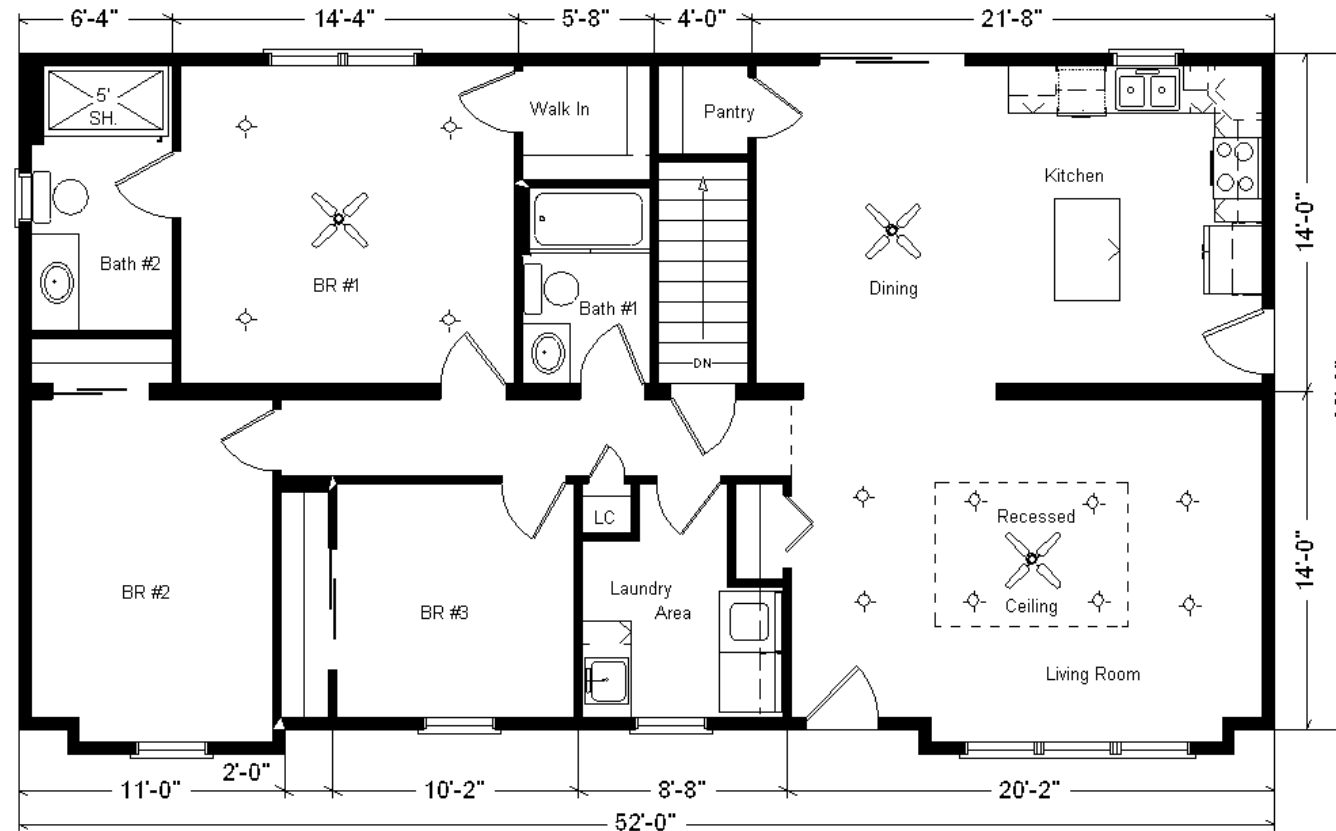 6'-4" 14'-4" 5'-8" 4'-0" 21'-8"
5'
SH.
Walk In
Pantry
Kitchen
14'-0"
Bath #2
BR #1
Bath #1
Dining
DN
LC
Recessed
Ceiling
14'-0"
BR #2
BR #3
Laundry
Area
Living Room
11'-0" 2'-0" 10'-2" 8'-8" 20'-2"
52'-0"